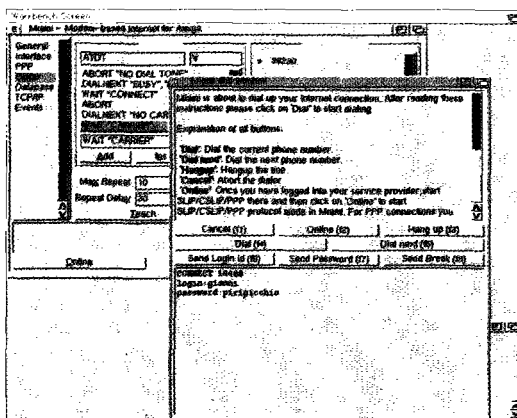 Workbench Screen
Miami - Modem-based Internet for Amiga
General
Interface
PPP
Database
TCP/IP
Events
ATDT
ABORT "NO DIAL TONE"
DIALNEXT "BUSY",
WAIT "CONNECT"
ABORT
DIALNEXT "NO CAR
WAIT "CARRIER"
Add
Max Repeat 10
Repeat Delay 30
Teach
Online
Miami is about to dial up your Internet connection. After reading these
instructions please click on 'Dial' to start dialing.
Explanation of all buttons:
'Dial': Dial the current phone number.
'Dial next': Dial the next phone number.
'Hangup': Hangup the line
'Cancel': Abort the dialer
'Online': Once you have logged into your service provider, start
SLIP/CSLIP/PPP there and then click on 'Online' to start
SLIP/CSLIP/PPP protocol mode in Miami. For PPP connections you
Cancel (f1)
Online (f2)
Hang up (f3)
Dial (f4)
Dial next (f5)
Send Login id (f6)
Send Password (f7)
Send Break (f8)
CONNECT 14400
login:gianni
password:piripicchio